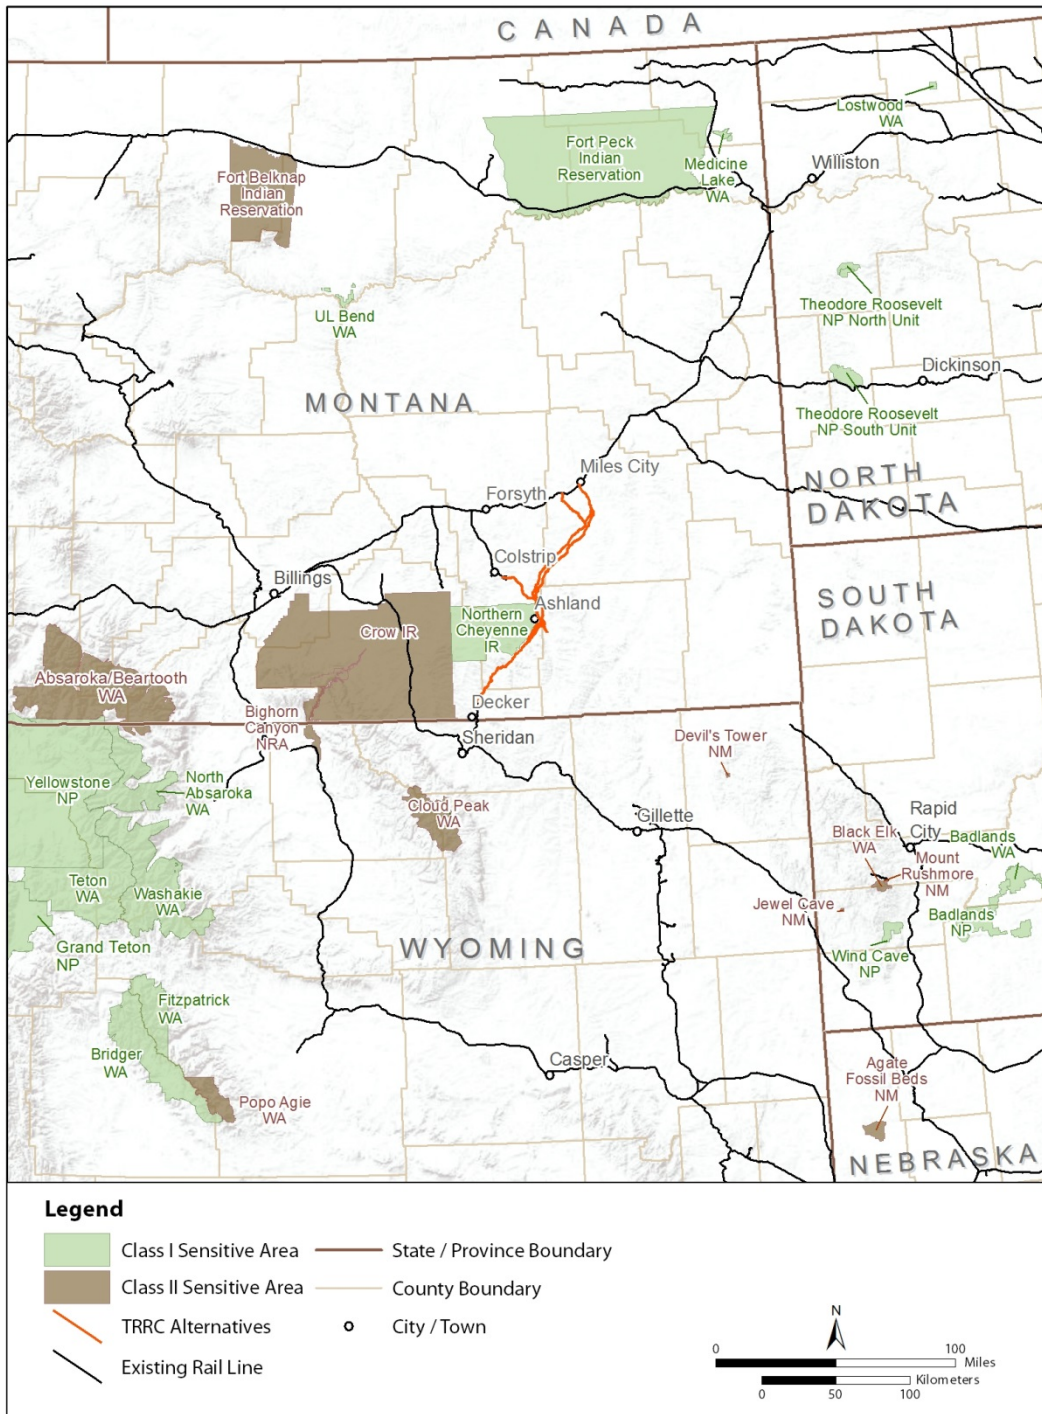 CANADA
Lostwood
WA
Fort Peck
Indian
Reservation
Medicine
Lake
WA
Williston
Fort Belknap
Indian
Reservation
UL Bend
WA
Theodore Roosevelt
NP North Unit
Dickinson
MONTANA
Theodore Roosevelt
NP South Unit
Miles City
NORTH
DAKOTA
Forsyth
Colstrip
Billings
Ashland
Northern
Cheyenne
IR
SOUTH
DAKOTA
Crow IR
Absaroka/Beartooth
WA
Bighorn
Canyon
NRA
Decker
Sheridan
Devil's Tower
NM
Yellowstone
NP
North
Absaroka
WA
Cloud Peak
WA
Gillette
Rapid
City
Black Elk
WA
Mount
Rushmore
NM
Badlands
WA
Teton
WA
Washakie
WA
Jewel Cave
NM
Badlands
NP
Grand Teton
NP
WYOMING
Wind Cave
NP
Fitzpatrick
WA
Bridger
WA
Casper
Agate
Fossil Beds
NM
Popo Agie
WA
NEBRASKA
Legend
Class I Sensitive Area
State / Province Boundary
Class II Sensitive Area
County Boundary
TRRC Alternatives
City / Town
Existing Rail Line
N
0 100
Miles
Kilometers
0 50 100